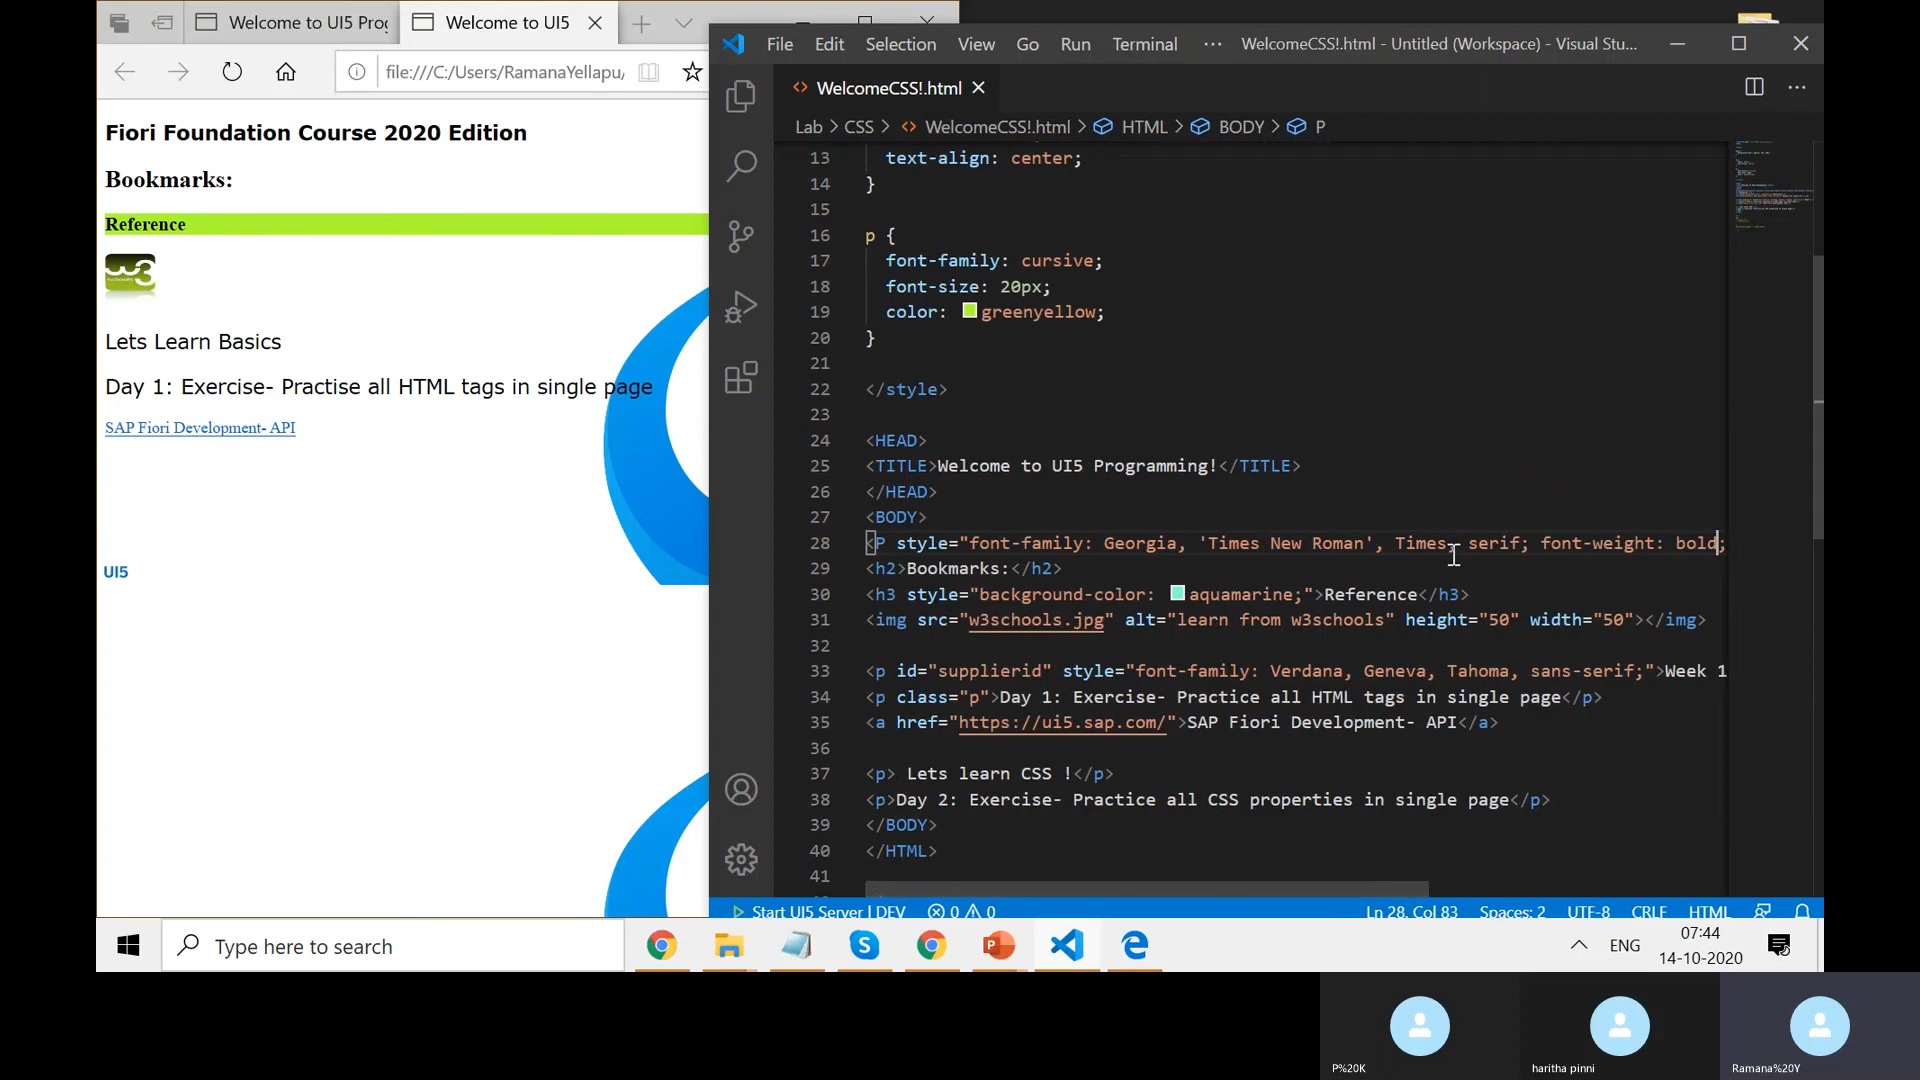 Welcome to UI5 Prog
Welcome to UI5
file:///C:/Users/RamanaYellapu/
Fiori Foundation Course 2020 Edition
Bookmarks:
Reference
w3
Lets Learn Basics
Day 1: Exercise- Practise all HTML tags in single page
SAP Fiori Development- API
UI5
File Edit Selection View Go Run Terminal ··· WelcomeCSS!.html - Untitled (Workspace) - Visual Stu...
WelcomeCSS!.html
Lab > CSS > WelcomeCSS!.html > HTML > BODY > P
13 text-align: center;
14 }
15
16 p {
17 font-family: cursive;
18 font-size: 20px;
19 color: greenyellow;
20 }
21
22 </style>
23
24 <HEAD>
25 <TITLE>Welcome to UI5 Programming!</TITLE>
26 </HEAD>
27 <BODY>
28 <P style="font-family: Georgia, 'Times New Roman', Times, serif; font-weight: bold;
29 <h2>Bookmarks:</h2>
30 <h3 style="background-color: aquamarine;">Reference</h3>
31 <img src="w3schools.jpg" alt="learn from w3schools" height="50" width="50"></img>
32
33 <p id="supplierid" style="font-family: Verdana, Geneva, Tahoma, sans-serif;">Week 1
34 <p class="p">Day 1: Exercise- Practice all HTML tags in single page</p>
35 <a href="https://ui5.sap.com/">SAP Fiori Development- API</a>
36
37 <p> Lets learn CSS !</p>
38 <p>Day 2: Exercise- Practice all CSS properties in single page</p>
39 </BODY>
40 </HTML>
41
Start UI5 Server | DEV 0 0 Ln 28, Col 83 Spaces: 2 UTF-8 CRLF HTML
Type here to search
ENG
07:44
14-10-2020
P%20K
haritha pinni
Ramana%20Y